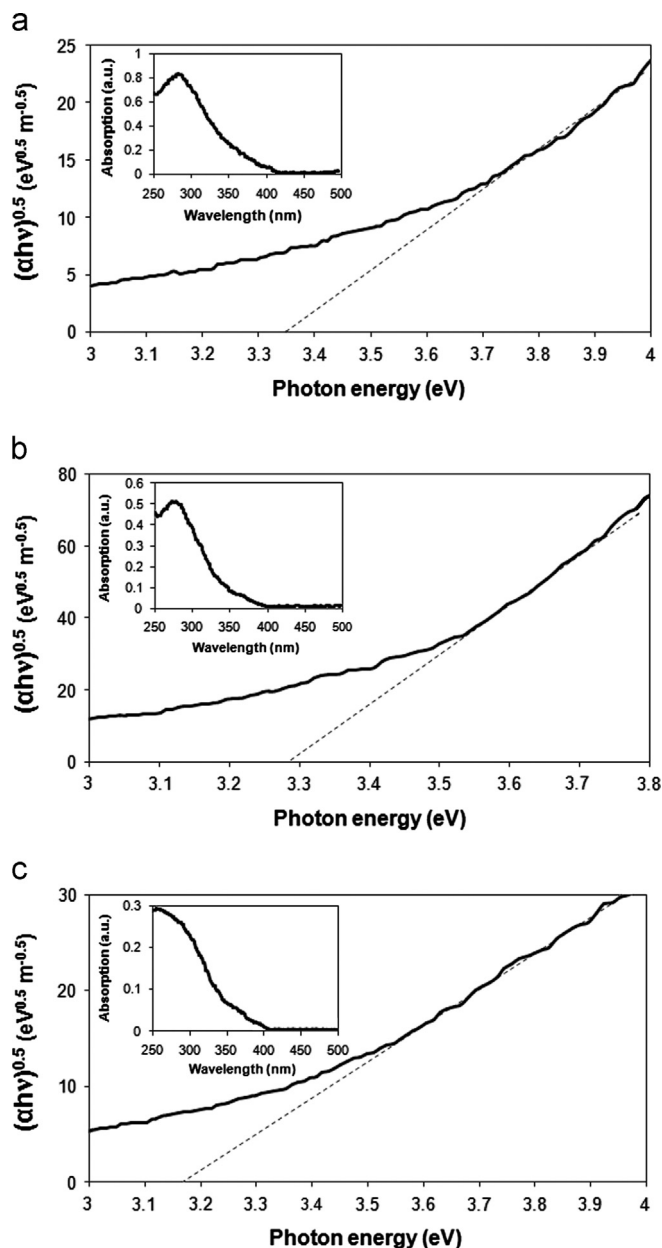 a
25
20
15
10
5
0
(αhν)^0.5 (eV^0.5 m^-0.5)
1
0.8
0.6
0.4
0.2
0
Absorption (a.u.)
250 300 350 400 450 500
Wavelength (nm)
3 3.1 3.2 3.3 3.4 3.5 3.6 3.7 3.8 3.9 4
Photon energy (eV)
b
80
60
40
20
0
(αhν)^0.5 (eV^0.5 m^-0.5)
0.6
0.5
0.4
0.3
0.2
0.1
0
Absorption (a.u.)
250 300 350 400 450 500
Wavelength (nm)
3 3.1 3.2 3.3 3.4 3.5 3.6 3.7 3.8
Photon energy (eV)
c
30
20
10
0
(αhν)^0.5 (eV^0.5 m^-0.5)
0.3
0.2
0.1
0
Absorption (a.u.)
250 300 350 400 450 500
Wavelength (nm)
3 3.1 3.2 3.3 3.4 3.5 3.6 3.7 3.8 3.9 4
Photon energy (eV)